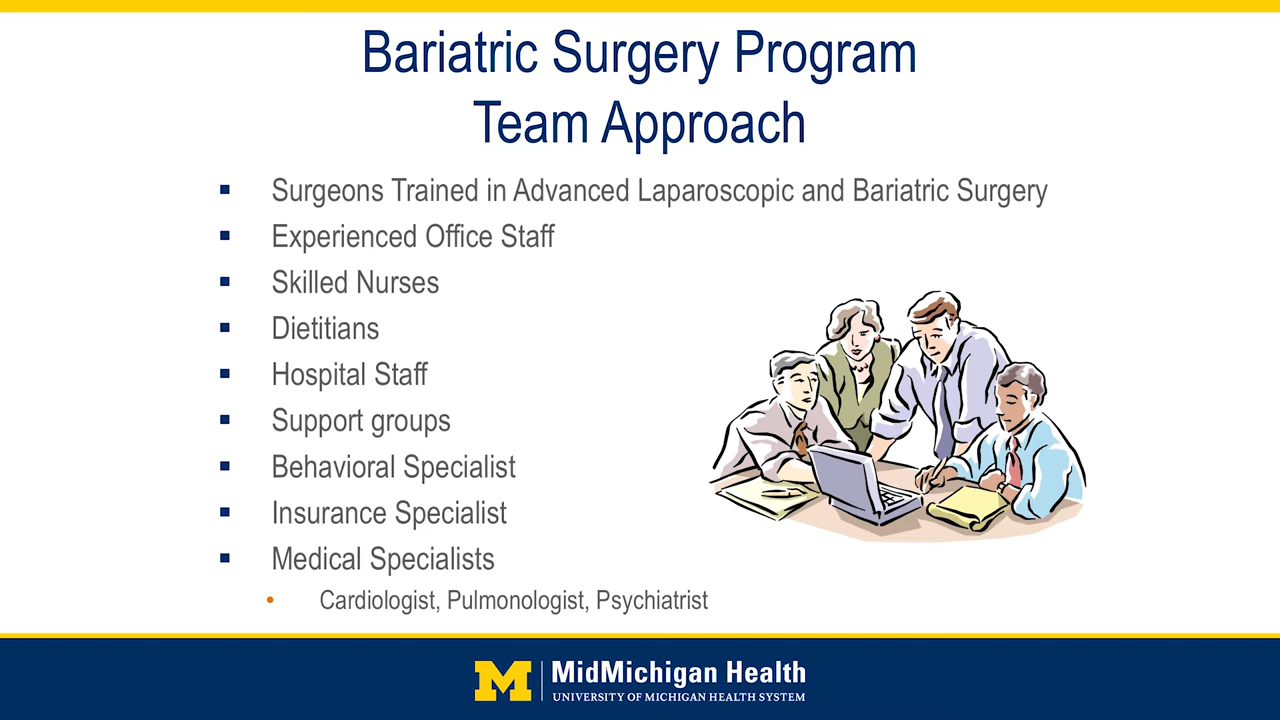 Bariatric Surgery Program
Team Approach
▪ Surgeons Trained in Advanced Laparoscopic and Bariatric Surgery
▪ Experienced Office Staff
▪ Skilled Nurses
▪ Dietitians
▪ Hospital Staff
▪ Support groups
▪ Behavioral Specialist
▪ Insurance Specialist
▪ Medical Specialists
• Cardiologist, Pulmonologist, Psychiatrist
M MidMichigan Health
UNIVERSITY OF MICHIGAN HEALTH SYSTEM